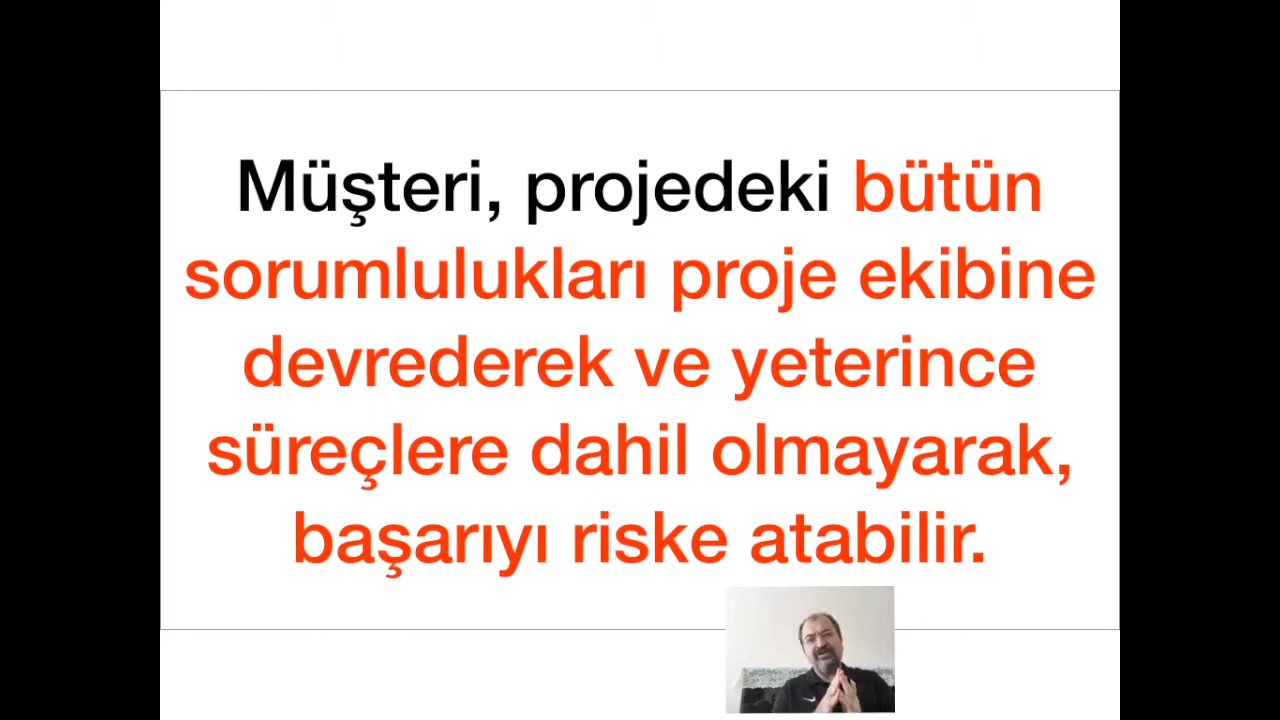 Müşteri, projedeki bütün
sorumlulukları proje ekibine
devrederek ve yeterince
süreçlere dahil olmayarak,
başarıyı riske atabilir.